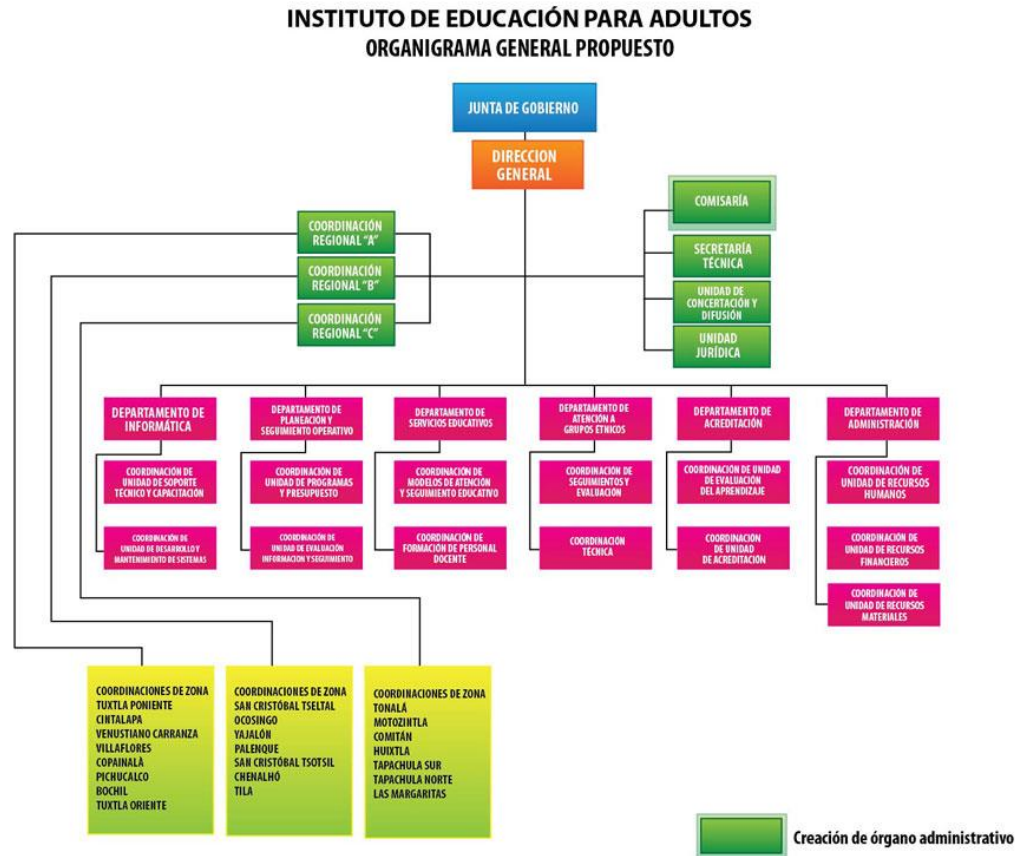 INSTITUTO DE EDUCACIÓN PARA ADULTOS
ORGANIGRAMA GENERAL PROPUESTO
JUNTA DE GOBIERNO
DIRECCION
GENERAL
COMISARÍA
SECRETARÍA
TÉCNICA
UNIDAD DE
CONCERTACIÓN Y
DIFUSIÓN
UNIDAD
JURÍDICA
COORDINACIÓN
REGIONAL “A”
COORDINACIÓN
REGIONAL “B”
COORDINACIÓN
REGIONAL “C”
DEPARTAMENTO DE
INFORMÁTICA
COORDINACIÓN DE
UNIDAD DE SOPORTE
TÉCNICO Y CAPACITACIÓN
COORDINACIÓN DE
UNIDAD DE DESARROLLO Y
MANTENIMIENTO DE SISTEMAS
DEPARTAMENTO DE
PLANEACIÓN Y
SEGUIMIENTO OPERATIVO
COORDINACIÓN DE
UNIDAD DE PROGRAMAS
Y PRESUPUESTO
COORDINACIÓN DE
UNIDAD DE EVALUACIÓN
INFORMACION Y SEGUIMIENTO
DEPARTAMENTO DE
SERVICIOS EDUCATIVOS
COORDINACIÓN DE
MODELOS DE ATENCIÓN
Y SEGUIMIENTO EDUCATIVO
COORDINACIÓN DE
FORMACIÓN DE PERSONAL
DOCENTE
DEPARTAMENTO DE
ATENCIÓN A
GRUPOS ETNICOS
COORDINACIÓN DE
SEGUIMIENTOS Y
EVALUACIÓN
COORDINACIÓN
TÉCNICA
DEPARTAMENTO DE
ACREDITACIÓN
COORDINACIÓN DE UNIDAD
DE EVALUACIÓN
DEL APRENDIZAJE
COORDINACIÓN
DE UNIDAD
DE ACREDITACIÓN
DEPARTAMENTO DE
ADMINISTRACIÓN
COORDINACIÓN DE
UNIDAD DE RECURSOS
HUMANOS
COORDINACIÓN DE
UNIDAD DE RECURSOS
FINANCIEROS
COORDINACIÓN DE
UNIDAD DE RECURSOS
MATERIALES
COORDINACIONES DE ZONA
TUXTLA PONIENTE
CINTALAPA
VENUSTIANO CARRANZA
VILLAFLORES
COPAINALÀ
PICHUCALCO
BOCHIL
TUXTLA ORIENTE
COORDINACIONES DE ZONA
SAN CRISTÓBAL TSELTAL
OCOSINGO
YAJALÓN
PALENQUE
SAN CRISTÓBAL TSOTSIL
CHENALHÓ
TILA
COORDINACIONES DE ZONA
TONALÁ
MOTOZINTLA
COMITÁN
HUIXTLA
TAPACHULA SUR
TAPACHULA NORTE
LAS MARGARITAS
Creación de órgano administrativo